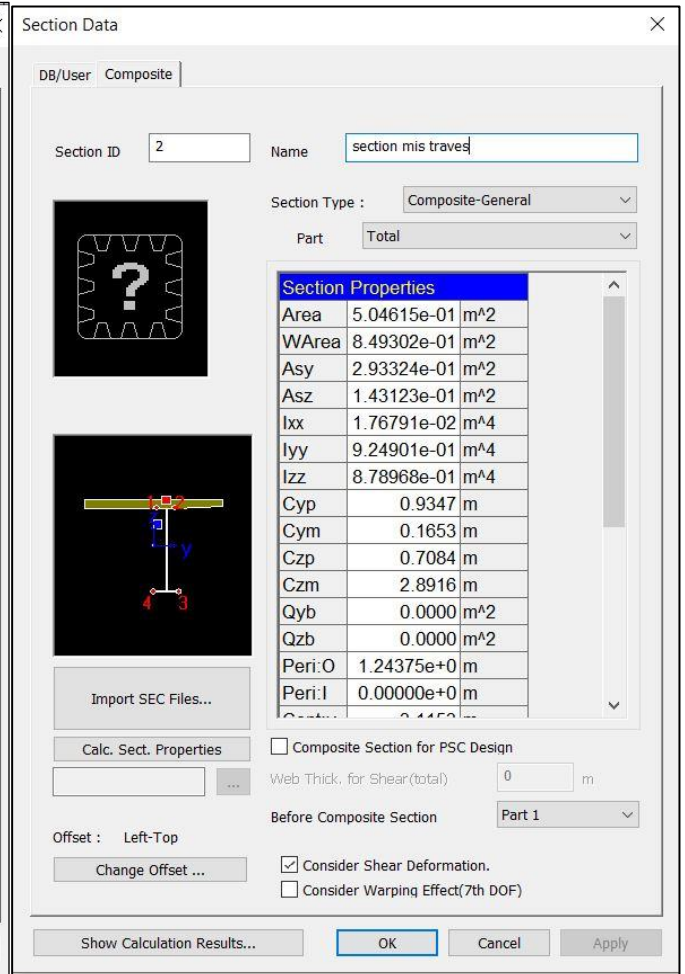 Section Data
DB/User Composite
Section ID 2 Name section mis traves
Section Type : Composite-General
Part Total
?
Section Properties
Area 5.04615e-01 m^2
WArea 8.49302e-01 m^2
Asy 2.93324e-01 m^2
Asz 1.43123e-01 m^2
Ixx 1.76791e-02 m^4
Iyy 9.24901e-01 m^4
Izz 8.78968e-01 m^4
Cyp 0.9347 m
Cym 0.1653 m
Czp 0.7084 m
Czm 2.8916 m
Qyb 0.0000 m^2
Qzb 0.0000 m^2
Peri:O 1.24375e+0 m
Peri:I 0.00000e+0 m
1 2
z
y
4 3
Import SEC Files...
Calc. Sect. Properties
...
Composite Section for PSC Design
Web Thick. for Shear(total) 0 m
Before Composite Section Part 1
Offset : Left-Top
Change Offset ...
Consider Shear Deformation.
Consider Warping Effect(7th DOF)
Show Calculation Results... OK Cancel Apply